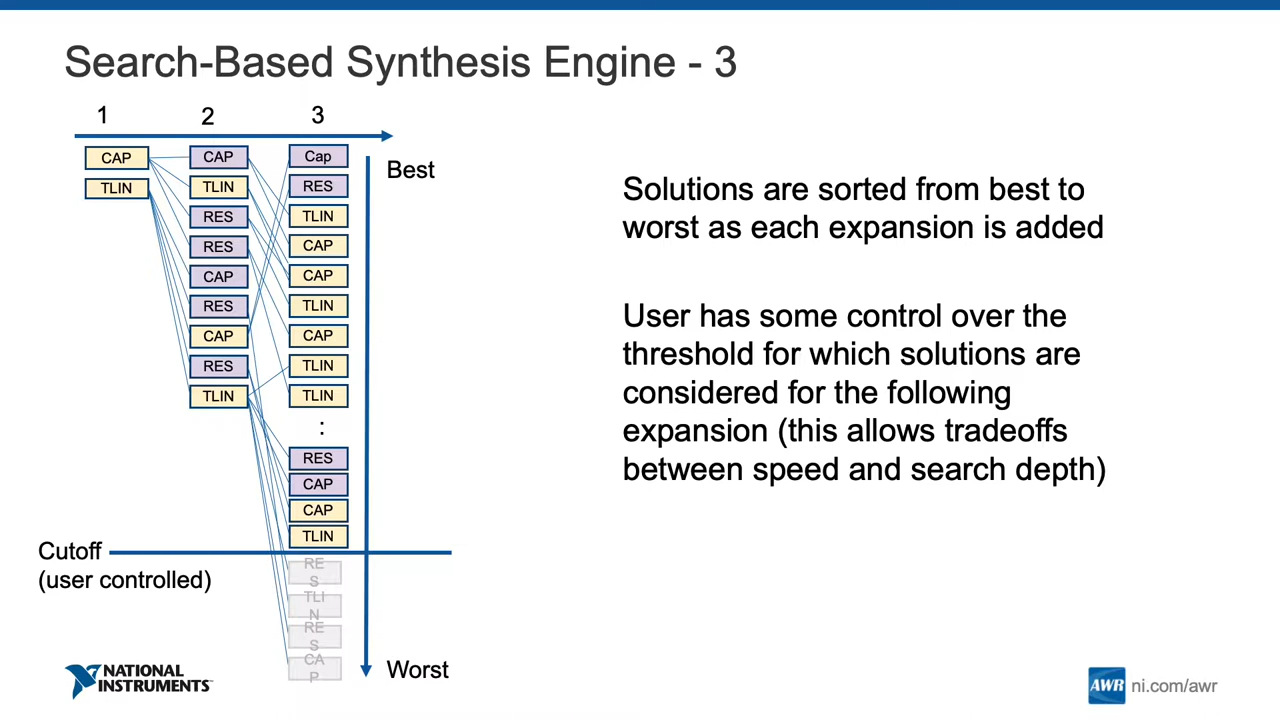 Search-Based Synthesis Engine - 3
1
2
3
CAP
TLIN
CAP
TLIN
RES
RES
CAP
RES
CAP
RES
TLIN
Cap
RES
TLIN
CAP
CAP
TLIN
CAP
TLIN
TLIN
:
RES
CAP
CAP
TLIN
RE
S
TLI
N
RE
S
CA
P
Best
Worst
Cutoff
(user controlled)
Solutions are sorted from best to
worst as each expansion is added
User has some control over the
threshold for which solutions are
considered for the following
expansion (this allows tradeoffs
between speed and search depth)
NATIONAL
INSTRUMENTS
AWR ni.com/awr